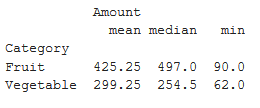 Amount
mean median min
Category
Fruit 425.25 497.0 90.0
Vegetable 299.25 254.5 62.0